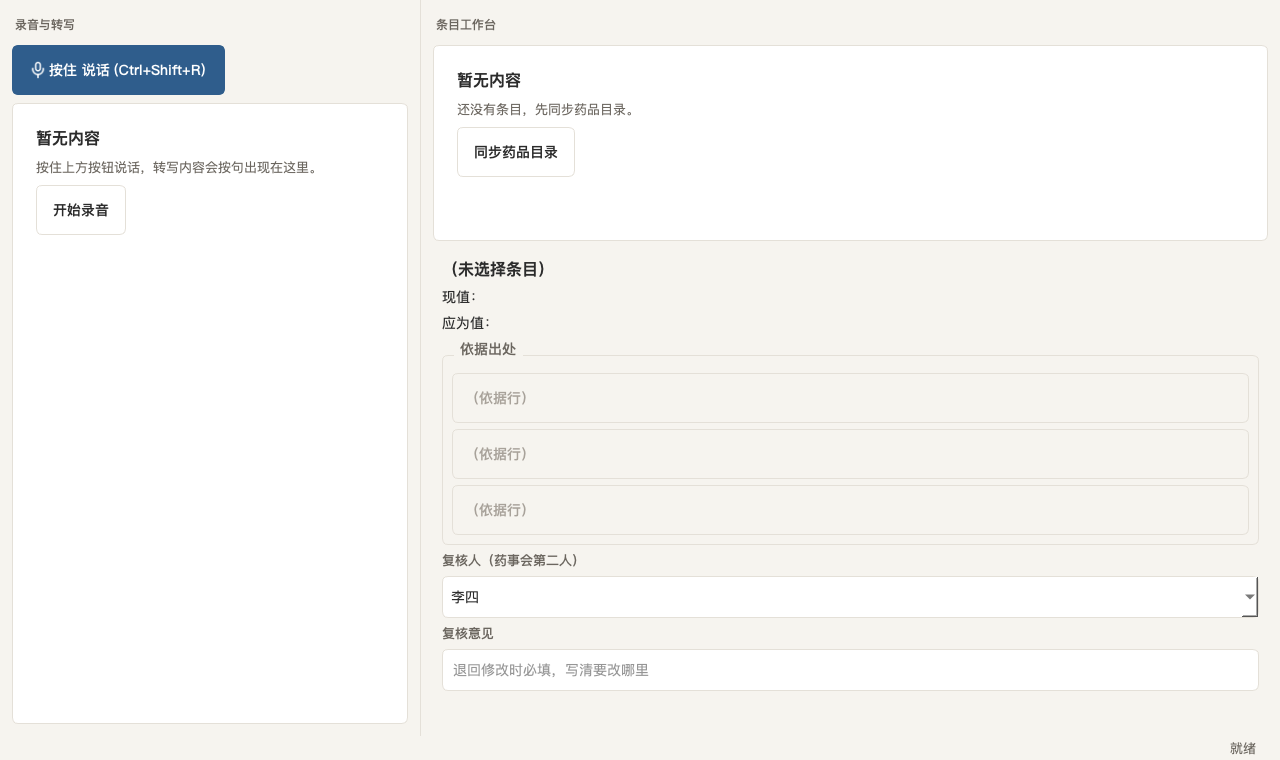 录音与转写
按住 说话 (Ctrl+Shift+R)
暂无内容
按住上方按钮说话，转写内容会按句出现在这里。
开始录音
条目工作台
暂无内容
还没有条目，先同步药品目录。
同步药品目录
（未选择条目）
现值：
应为值：
依据出处
（依据行）
（依据行）
（依据行）
复核人（药事会第二人）
李四
复核意见
退回修改时必填，写清要改哪里
就绪